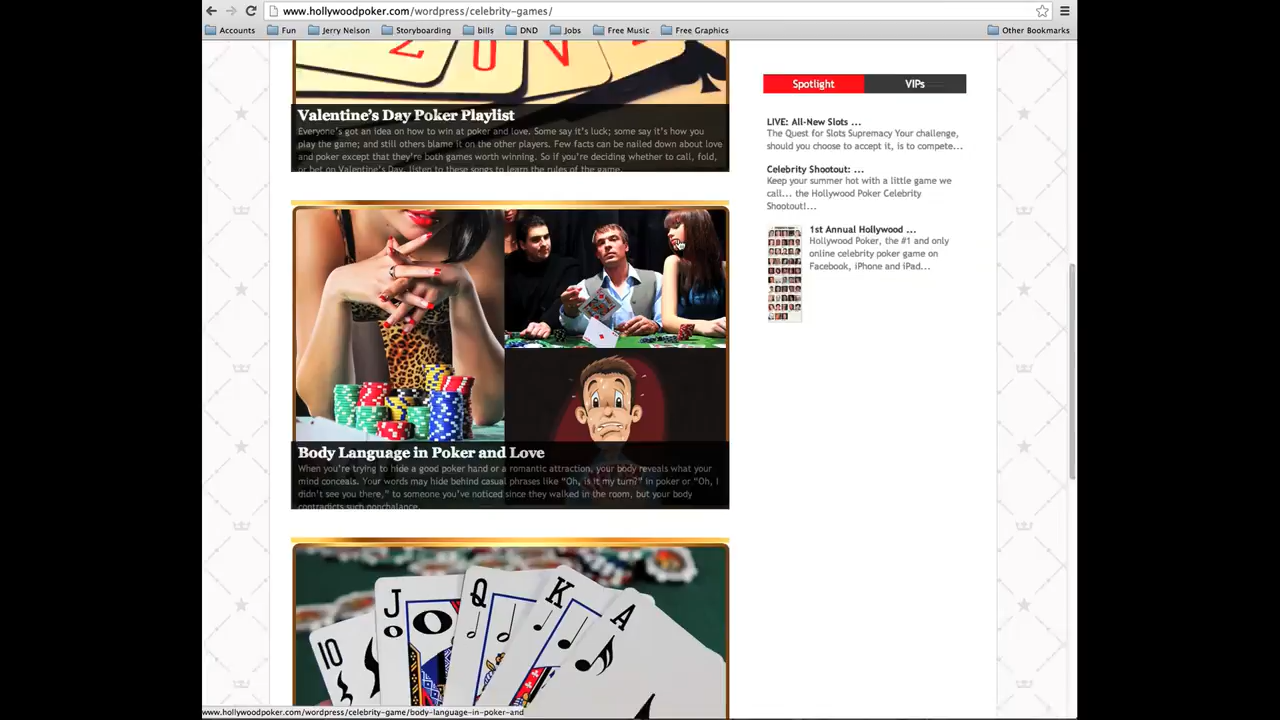 www.hollywoodpoker.com/wordpress/celebrity-games/
Accounts Fun Jerry Nelson Storyboarding bills DND Jobs Free Music Free Graphics Other Bookmarks
Valentine's Day Poker Playlist
Everyone's got an idea on how to win at poker and love. Some say it's luck; some say it's how you
play the game; and still others blame it on the other players. Few facts can be nailed down about love
and poker except that they're both games worth winning. So if you're deciding whether to call, fold,
or bet on Valentine's Day, listen to these songs to learn the rules of the game.
Spotlight VIPs
LIVE: All-New Slots ...
The Quest for Slots Supremacy Your challenge,
should you choose to accept it, is to compete...
Celebrity Shootout: ...
Keep your summer hot with a little game we
call... the Hollywood Poker Celebrity
Shootout!...
1st Annual Hollywood ...
Hollywood Poker, the #1 and only
online celebrity poker game on
Facebook, iPhone and iPad...
Body Language in Poker and Love
When you're trying to hide a good poker hand or a romantic attraction, your body reveals what your
mind conceals. Your words may hide behind casual phrases like "Oh, is it my turn?" in poker or "Oh, I
didn't see you there," to someone you've noticed since they walked in the room, but your body
contradicts such nonchalance.
10 J Q K A
www.hollywoodpoker.com/wordpress/celebrity-game/body-language-in-poker-and